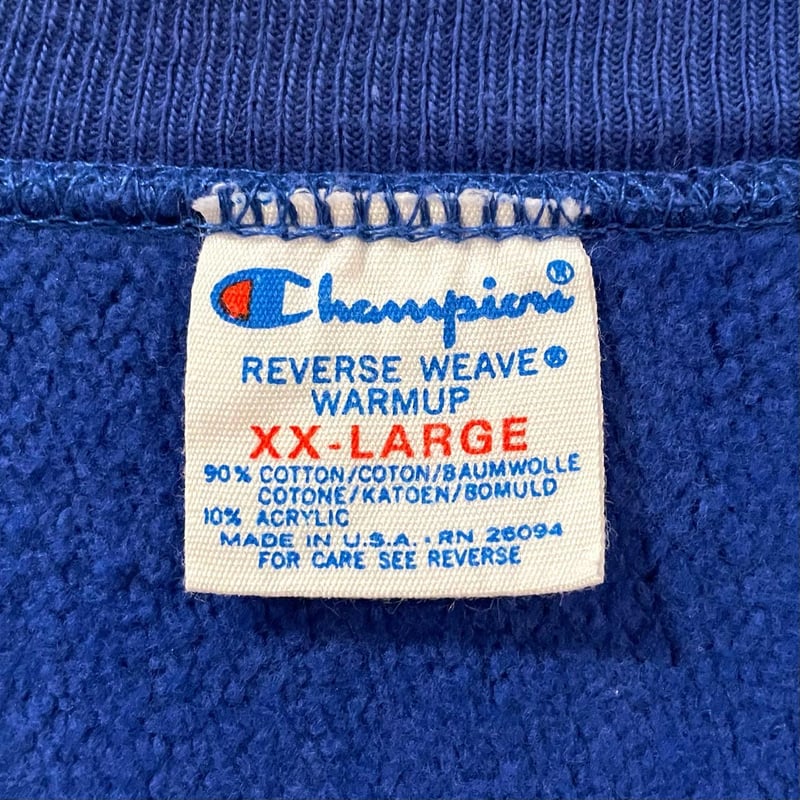 Champion®
REVERSE WEAVE®
WARMUP
XX-LARGE
90% COTTON/COTON/BAUMWOLLE
COTONE/KATOEN/BOMULD
10% ACRYLIC
MADE IN U.S.A. · RN 26094
FOR CARE SEE REVERSE